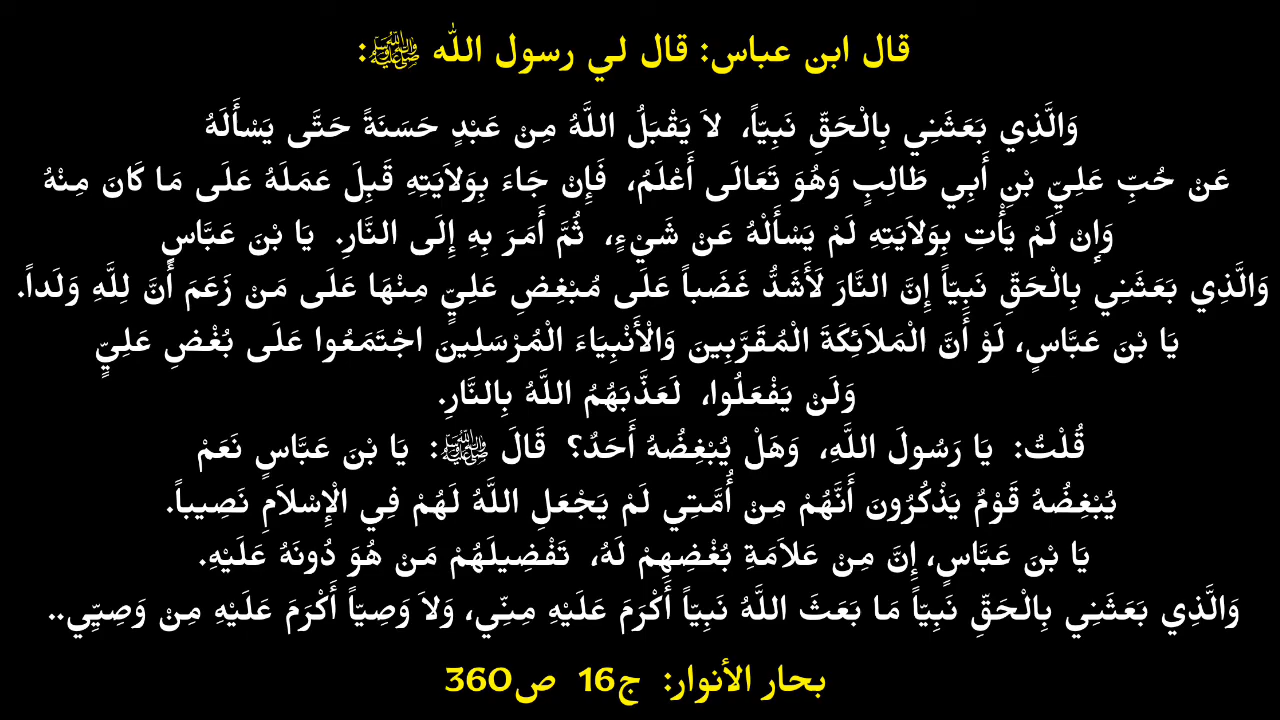 قال ابن عباس: قال لي رسول الله ﷺ:
وَالَّذِي بَعَثَنِي بِالْحَقِّ نَبِيّاً، لاَ يَقْبَلُ اللَّهُ مِنْ عَبْدٍ حَسَنَةً حَتَّى يَسْأَلَهُ
عَنْ حُبِّ عَلِيِّ بْنِ أَبِي طَالِبٍ وَهُوَ تَعَالَى أَعْلَمُ، فَإِنْ جَاءَ بِوَلاَيَتِهِ قَبِلَ عَمَلَهُ عَلَى مَا كَانَ مِنْهُ
وَإِنْ لَمْ يَأْتِ بِوَلاَيَتِهِ لَمْ يَسْأَلْهُ عَنْ شَيْءٍ، ثُمَّ أَمَرَ بِهِ إِلَى النَّارِ. يَا بْنَ عَبَّاسٍ
وَالَّذِي بَعَثَنِي بِالْحَقِّ نَبِيّاً إِنَّ النَّارَ لَأَشَدُّ غَضَباً عَلَى مُبْغِضِ عَلِيٍّ مِنْهَا عَلَى مَنْ زَعَمَ أَنَّ لِلَّهِ وَلَداً.
يَا بْنَ عَبَّاسٍ، لَوْ أَنَّ الْمَلاَئِكَةَ الْمُقَرَّبِينَ وَالْأَنْبِيَاءَ الْمُرْسَلِينَ اجْتَمَعُوا عَلَى بُغْضِ عَلِيٍّ
وَلَنْ يَفْعَلُوا، لَعَذَّبَهُمُ اللَّهُ بِالنَّارِ.
قُلْتُ: يَا رَسُولَ اللَّهِ، وَهَلْ يُبْغِضُهُ أَحَدٌ؟ قَالَ ﷺ: يَا بْنَ عَبَّاسٍ نَعَمْ
يُبْغِضُهُ قَوْمٌ يَذْكُرُونَ أَنَّهُمْ مِنْ أُمَّتِي لَمْ يَجْعَلِ اللَّهُ لَهُمْ فِي الْإِسْلاَمِ نَصِيباً.
يَا بْنَ عَبَّاسٍ، إِنَّ مِنْ عَلاَمَةِ بُغْضِهِمْ لَهُ، تَفْضِيلَهُمْ مَنْ هُوَ دُونَهُ عَلَيْهِ.
وَالَّذِي بَعَثَنِي بِالْحَقِّ نَبِيّاً مَا بَعَثَ اللَّهُ نَبِيّاً أَكْرَمَ عَلَيْهِ مِنِّي، وَلاَ وَصِيّاً أَكْرَمَ عَلَيْهِ مِنْ وَصِيِّي..
بحار الأنوار: ج16 ص360